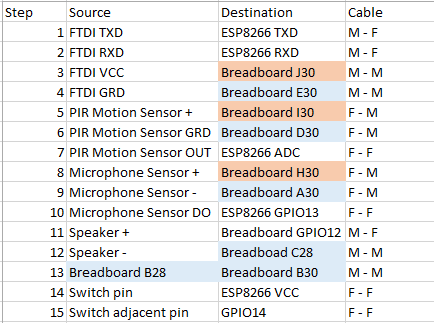 Step Source Destination Cable
1 FTDI TXD ESP8266 TXD M - F
2 FTDI RXD ESP8266 RXD M - F
3 FTDI VCC Breadboard J30 M - M
4 FTDI GRD Breadboard E30 M - M
5 PIR Motion Sensor + Breadboard I30 F - M
6 PIR Motion Sensor GRD Breadboard D30 F - M
7 PIR Motion Sensor OUT ESP8266 ADC F - F
8 Microphone Sensor + Breadboard H30 F - M
9 Microphone Sensor - Breadboard A30 F - M
10 Microphone Sensor DO ESP8266 GPIO13 F - F
11 Speaker + Breadboard GPIO12 M - F
12 Speaker - Breadboad C28 M - M
13 Breadboard B28 Breadboard B30 M - M
14 Switch pin ESP8266 VCC F - F
15 Switch adjacent pin GPIO14 F - F